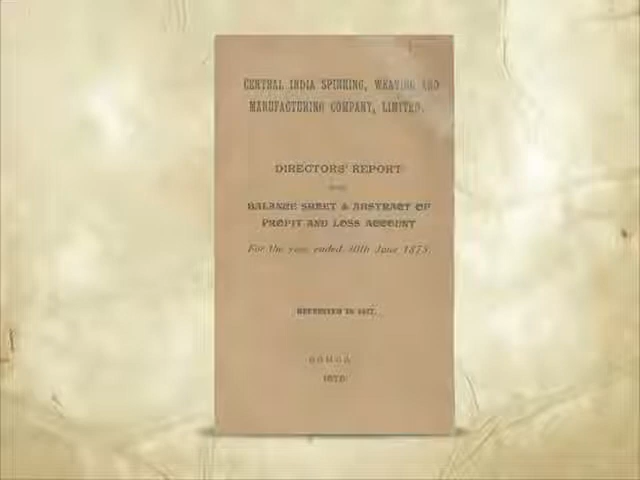 CENTRAL INDIA SPINNING, WEAVING AND
MANUFACTURING COMPANY, LIMITED.
DIRECTORS' REPORT
BALANCE SHEET & ABSTRACT OF
PROFIT AND LOSS ACCOUNT
For the year ended 30th June 1875.